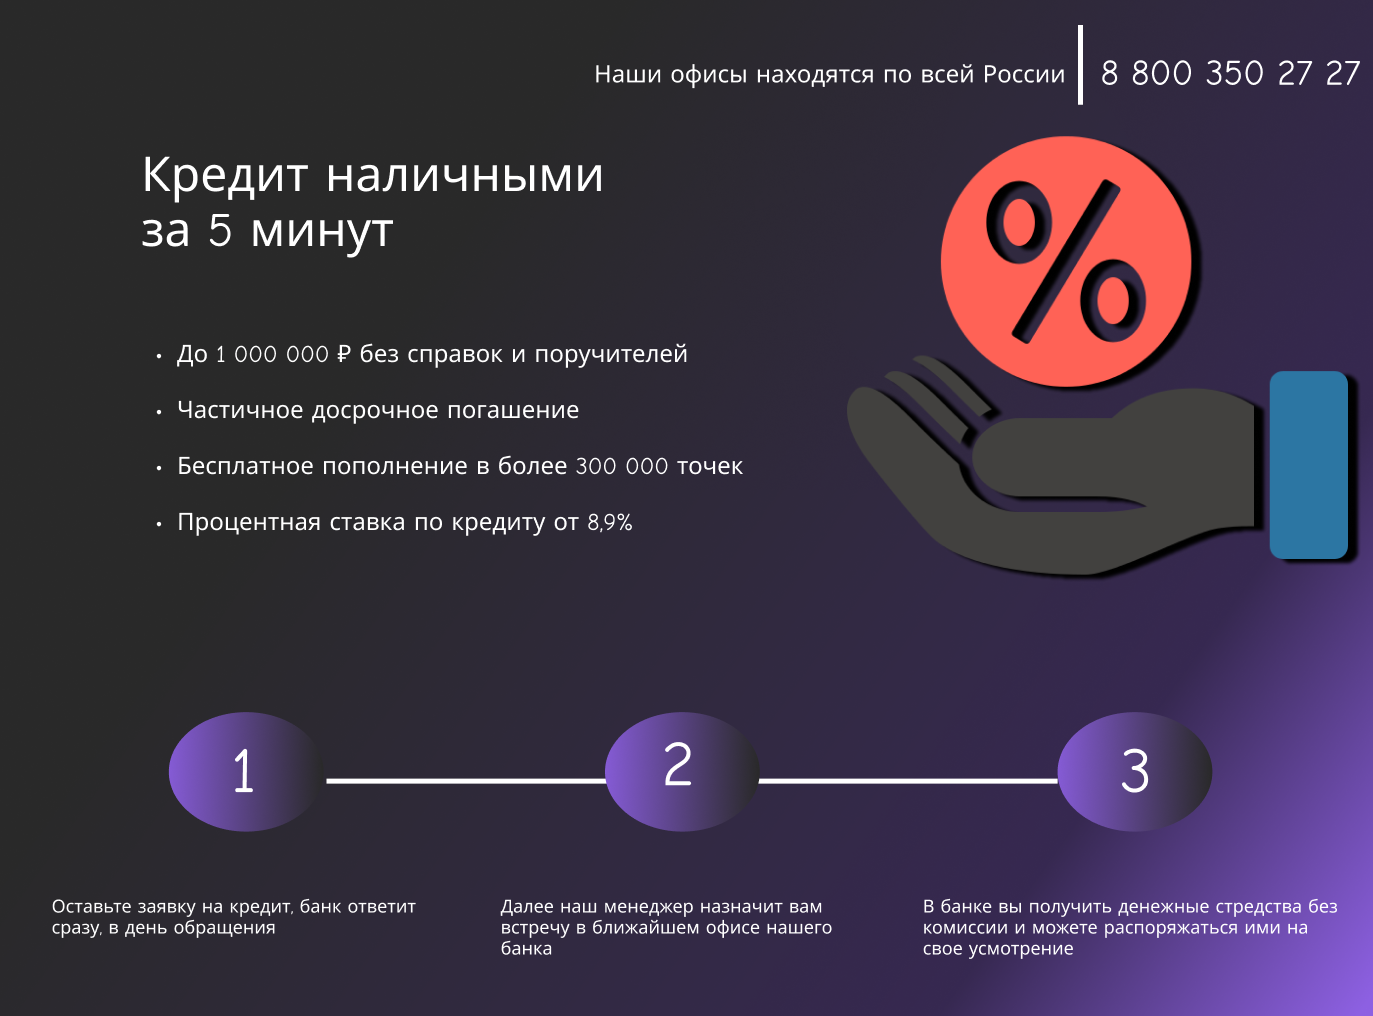 Наши офисы находятся по всей России
8 800 350 27 27
%
Кредит наличными
за 5 минут
• До 1 000 000 ₽ без справок и поручителей
• Частичное досрочное погашение
• Бесплатное пополнение в более 300 000 точек
• Процентная ставка по кредиту от 8,9%
1
2
3
Оставьте заявку на кредит, банк ответит
сразу, в день обращения
Далее наш менеджер назначит вам
встречу в ближайшем офисе нашего
банка
В банке вы получить денежные стредства без
комиссии и можете распоряжаться ими на
свое усмотрение